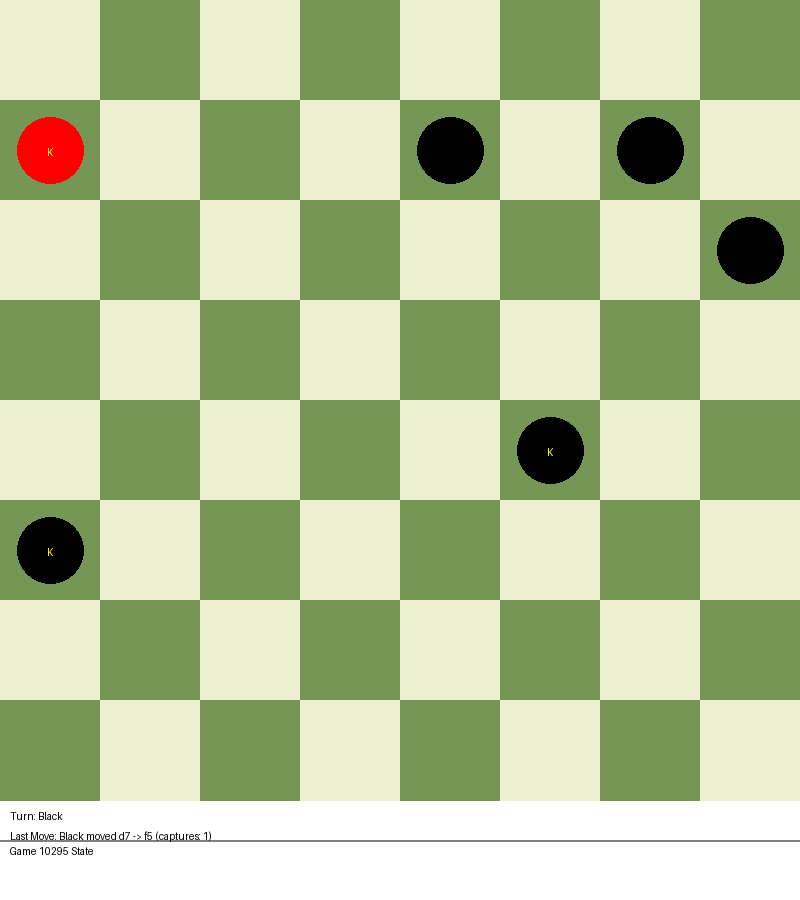 K
K
K
Turn: Black
Last Move: Black moved d7 -> f5 (captures: 1)
Game 10295 State